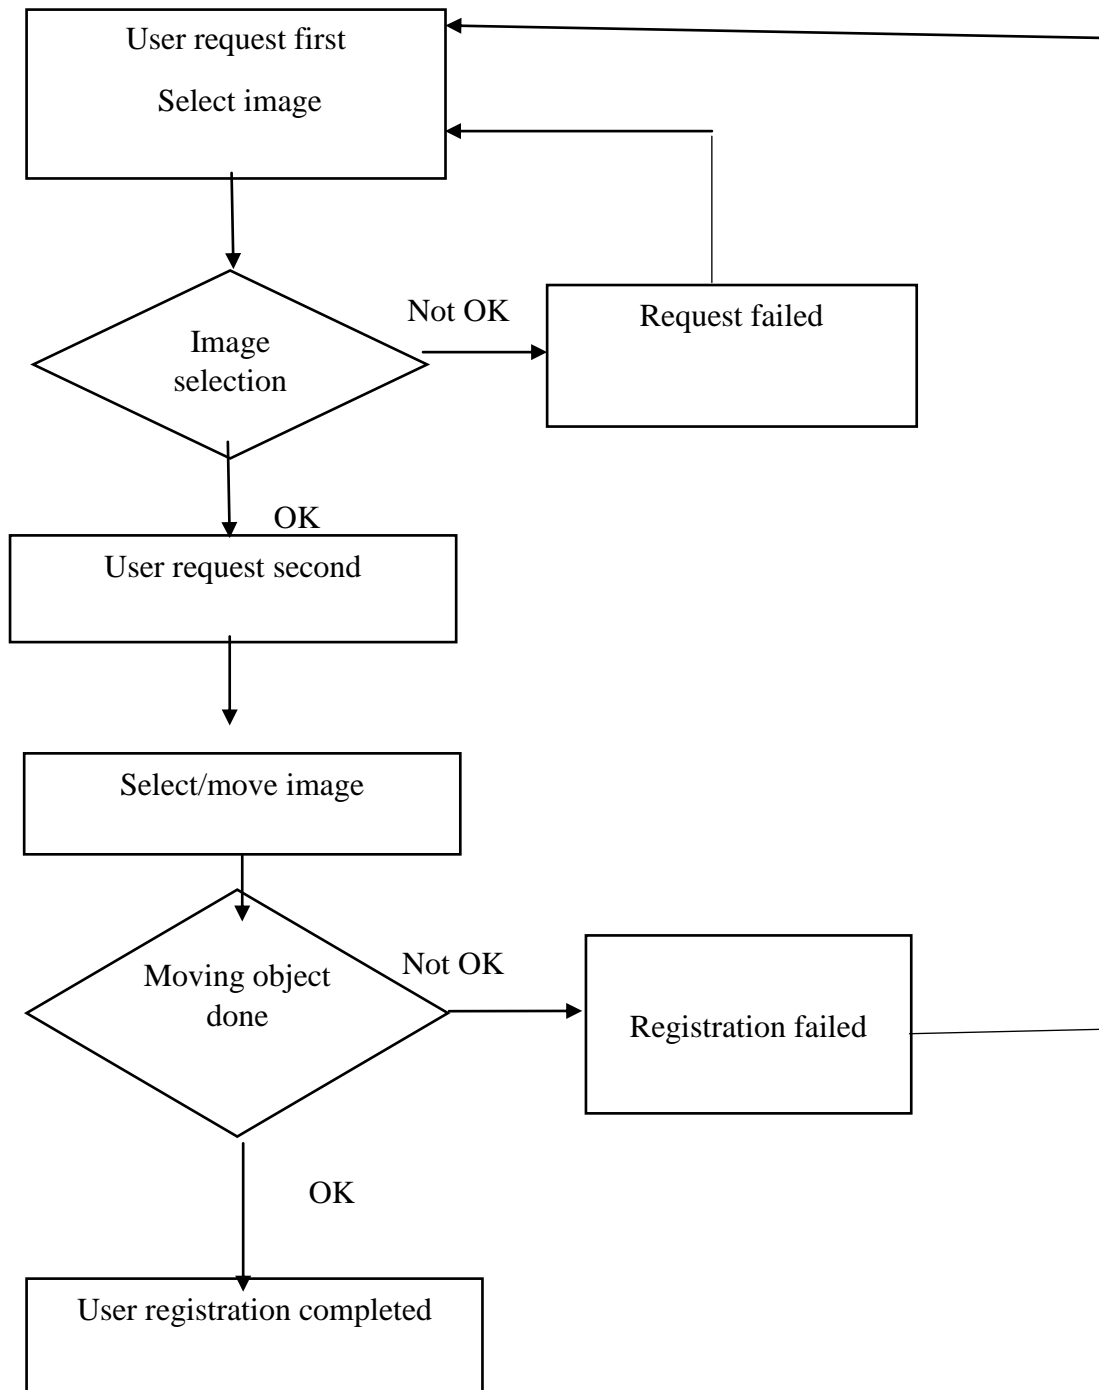 User request first
Select image
Not OK
Request failed
Image
selection
OK
User request second
Select/move image
Not OK
Moving object
done
Registration failed
OK
User registration completed